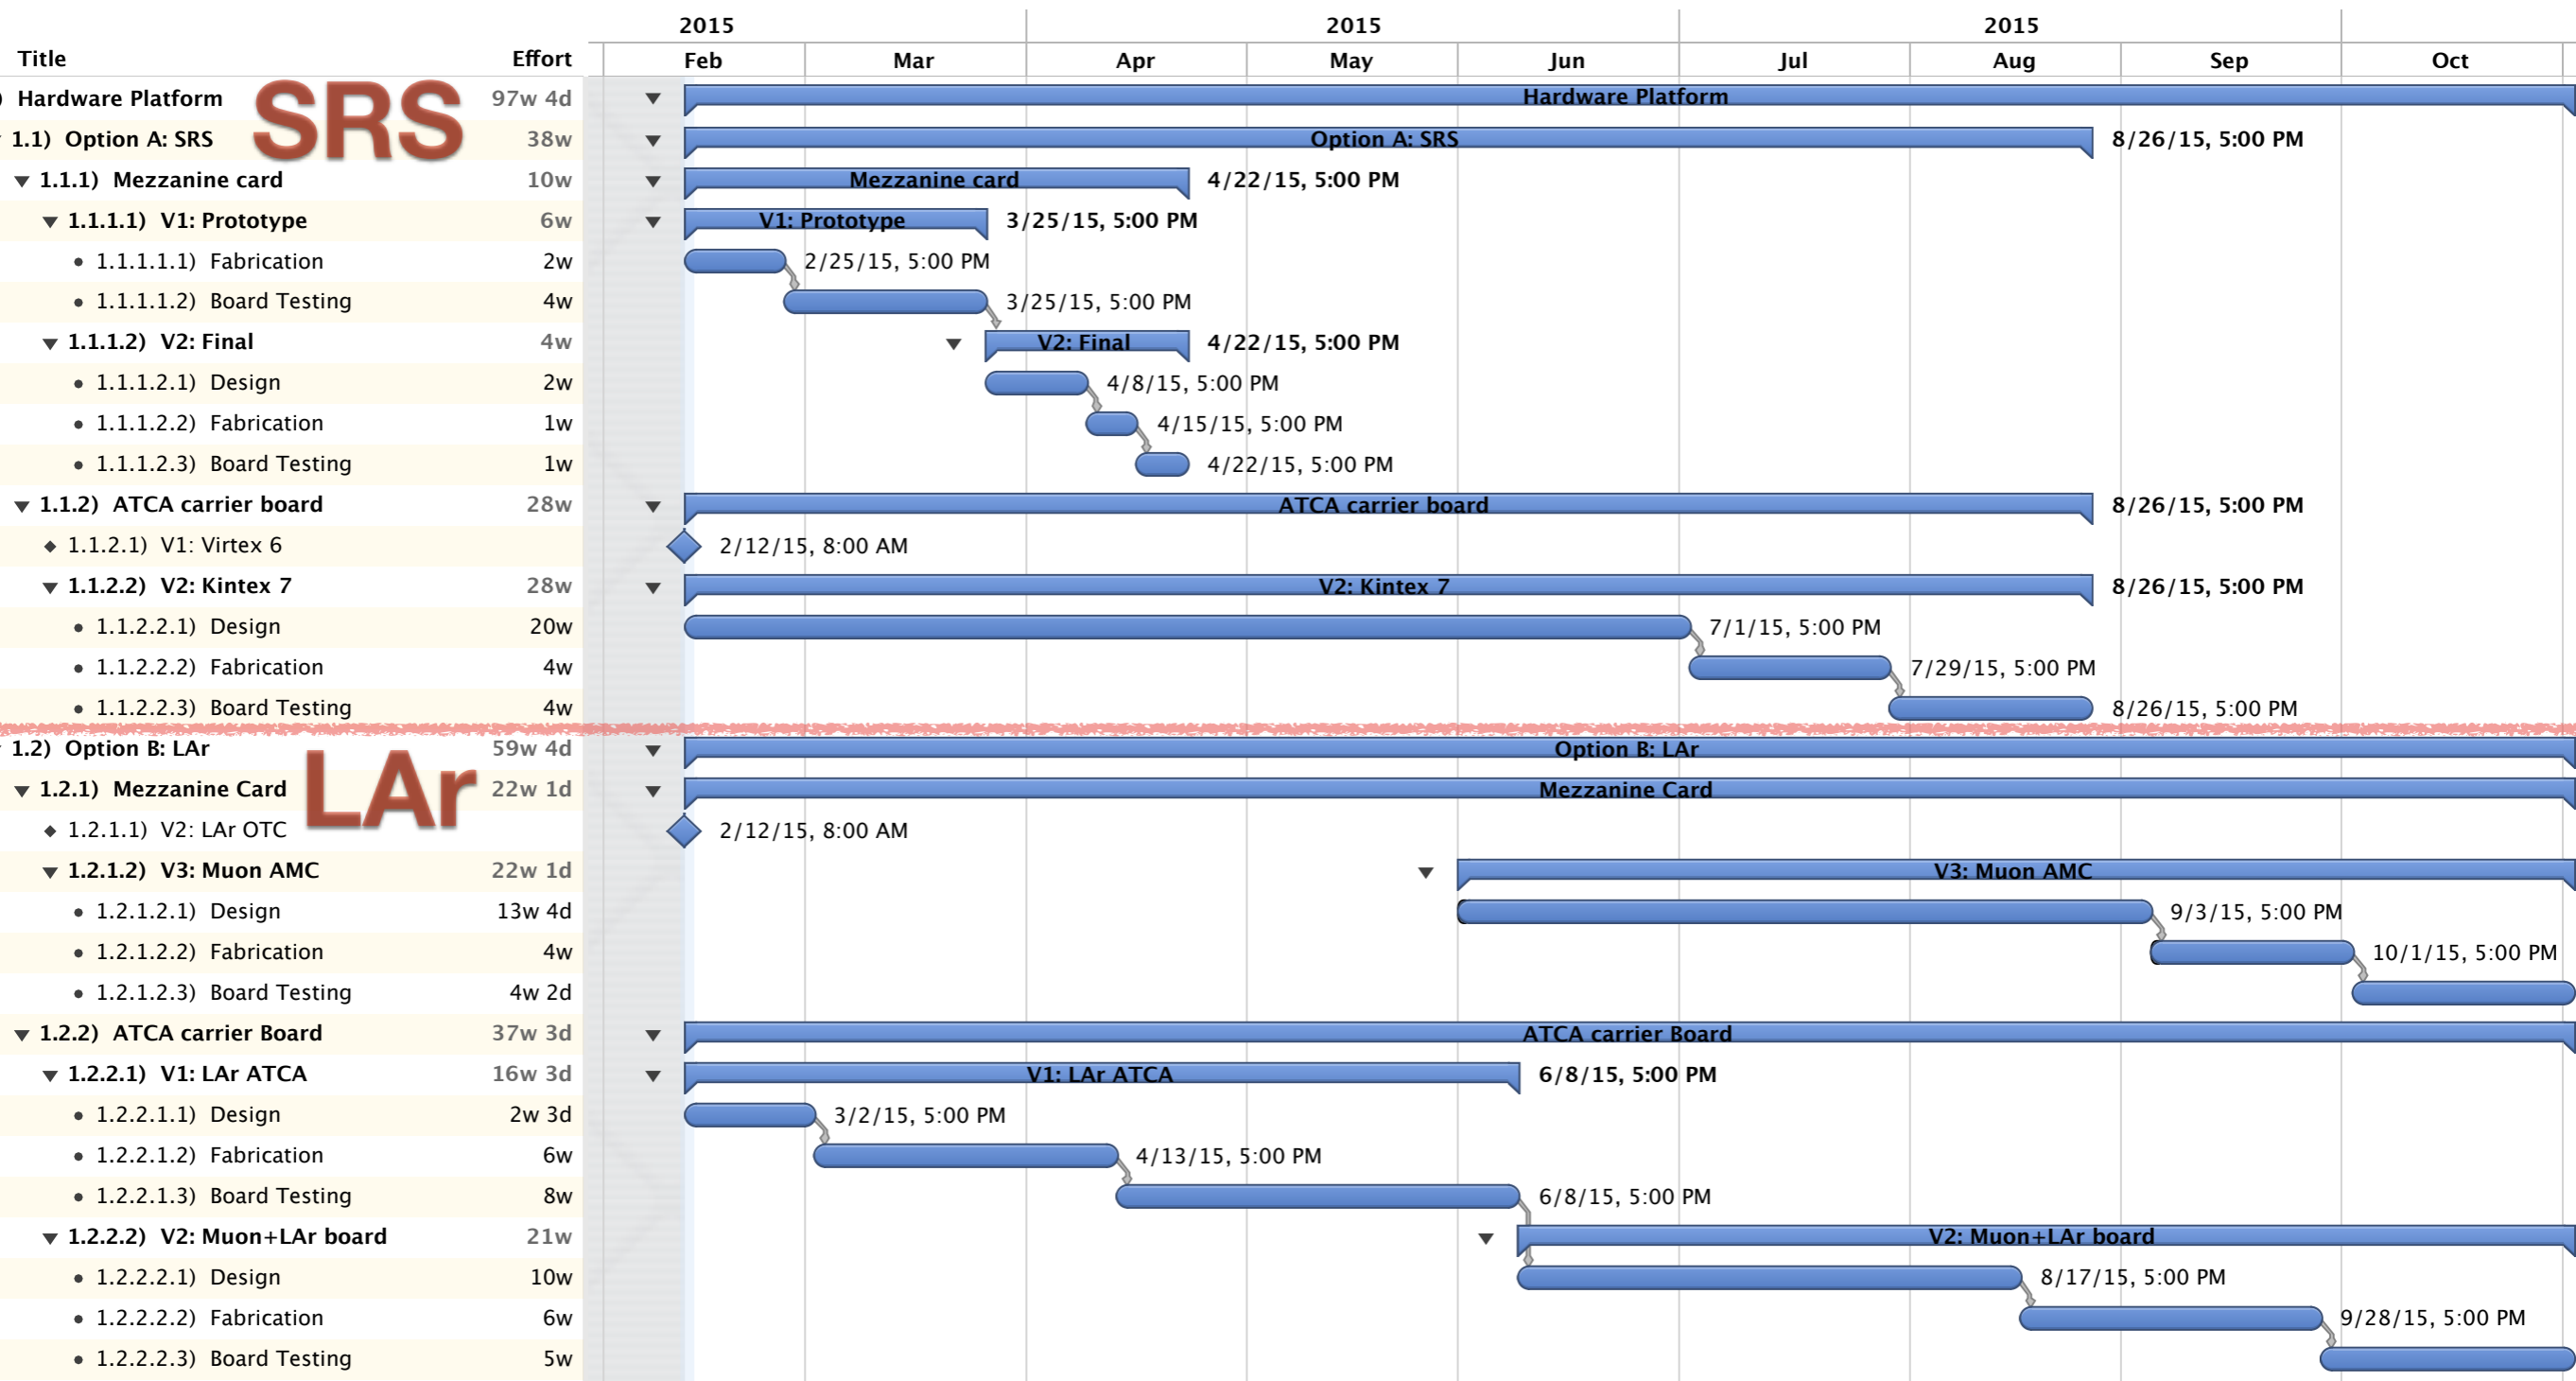 2015 2015 2015
Title Effort Feb Mar Apr May Jun Jul Aug Sep Oct
) Hardware Platform 97w 4d Hardware Platform
SRS
1.1) Option A: SRS 38w Option A: SRS 8/26/15, 5:00 PM
1.1.1) Mezzanine card 10w Mezzanine card 4/22/15, 5:00 PM
1.1.1.1) V1: Prototype 6w V1: Prototype 3/25/15, 5:00 PM
1.1.1.1.1) Fabrication 2w 2/25/15, 5:00 PM
1.1.1.1.2) Board Testing 4w 3/25/15, 5:00 PM
1.1.1.2) V2: Final 4w V2: Final 4/22/15, 5:00 PM
1.1.1.2.1) Design 2w 4/8/15, 5:00 PM
1.1.1.2.2) Fabrication 1w 4/15/15, 5:00 PM
1.1.1.2.3) Board Testing 1w 4/22/15, 5:00 PM
1.1.2) ATCA carrier board 28w ATCA carrier board 8/26/15, 5:00 PM
1.1.2.1) V1: Virtex 6 2/12/15, 8:00 AM
1.1.2.2) V2: Kintex 7 28w V2: Kintex 7 8/26/15, 5:00 PM
1.1.2.2.1) Design 20w 7/1/15, 5:00 PM
1.1.2.2.2) Fabrication 4w 7/29/15, 5:00 PM
1.1.2.2.3) Board Testing 4w 8/26/15, 5:00 PM
1.2) Option B: LAr 59w 4d Option B: LAr
LAr
1.2.1) Mezzanine Card 22w 1d Mezzanine Card
1.2.1.1) V2: LAr OTC 2/12/15, 8:00 AM
1.2.1.2) V3: Muon AMC 22w 1d V3: Muon AMC
1.2.1.2.1) Design 13w 4d 9/3/15, 5:00 PM
1.2.1.2.2) Fabrication 4w 10/1/15, 5:00 PM
1.2.1.2.3) Board Testing 4w 2d
1.2.2) ATCA carrier Board 37w 3d ATCA carrier Board
1.2.2.1) V1: LAr ATCA 16w 3d V1: LAr ATCA 6/8/15, 5:00 PM
1.2.2.1.1) Design 2w 3d 3/2/15, 5:00 PM
1.2.2.1.2) Fabrication 6w 4/13/15, 5:00 PM
1.2.2.1.3) Board Testing 8w 6/8/15, 5:00 PM
1.2.2.2) V2: Muon+LAr board 21w V2: Muon+LAr board
1.2.2.2.1) Design 10w 8/17/15, 5:00 PM
1.2.2.2.2) Fabrication 6w 9/28/15, 5:00 PM
1.2.2.2.3) Board Testing 5w